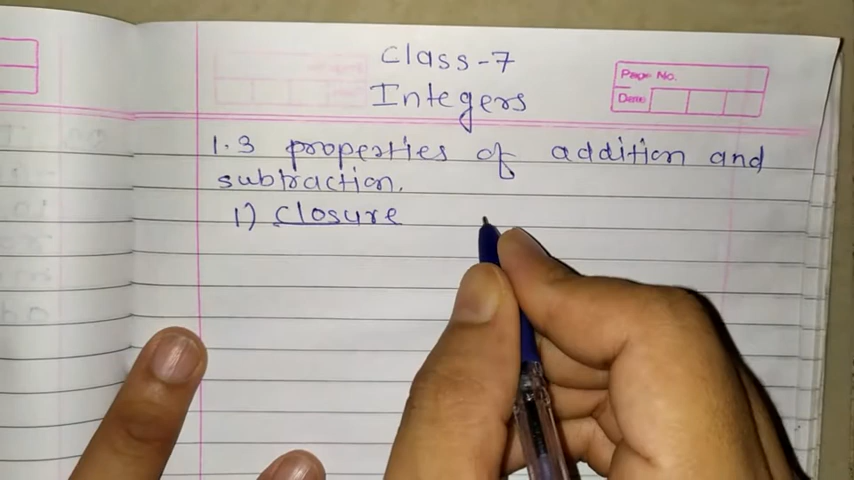 Class-7
Integers
Page No.
Date
1.3 properties of addition and
subtraction.
1) closure